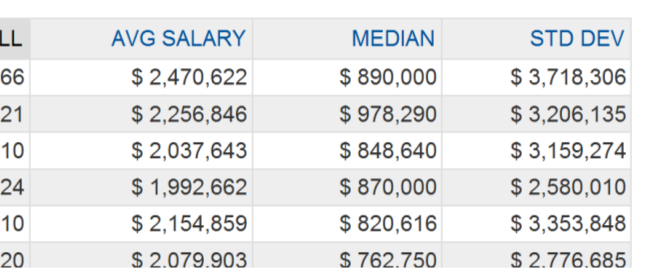 LL AVG SALARY MEDIAN STD DEV
66 $ 2,470,622 $ 890,000 $ 3,718,306
21 $ 2,256,846 $ 978,290 $ 3,206,135
10 $ 2,037,643 $ 848,640 $ 3,159,274
24 $ 1,992,662 $ 870,000 $ 2,580,010
10 $ 2,154,859 $ 820,616 $ 3,353,848
20 $ 2,079,903 $ 762,750 $ 2,776,685